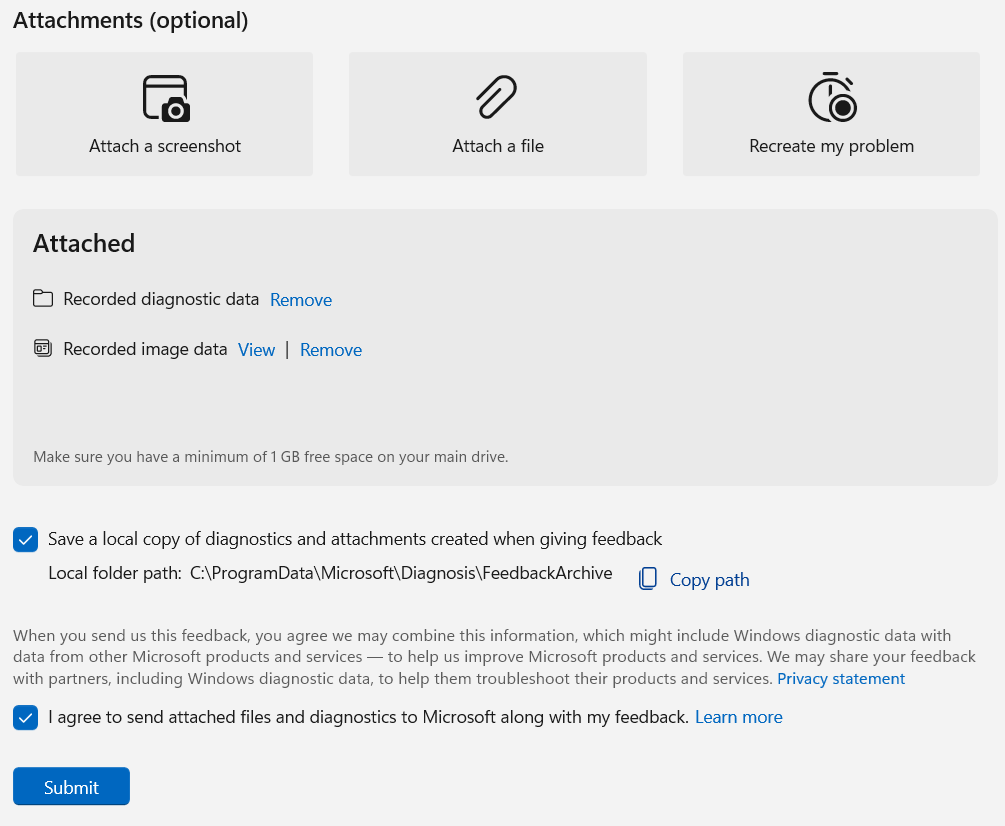 Attachments (optional)
Attach a screenshot
Attach a file
Recreate my problem
Attached
Recorded diagnostic data Remove
Recorded image data View | Remove
Make sure you have a minimum of 1 GB free space on your main drive.
Save a local copy of diagnostics and attachments created when giving feedback
Local folder path: C:\ProgramData\Microsoft\Diagnosis\FeedbackArchive Copy path
When you send us this feedback, you agree we may combine this information, which might include Windows diagnostic data with
data from other Microsoft products and services — to help us improve Microsoft products and services. We may share your feedback
with partners, including Windows diagnostic data, to help them troubleshoot their products and services. Privacy statement
I agree to send attached files and diagnostics to Microsoft along with my feedback. Learn more
Submit